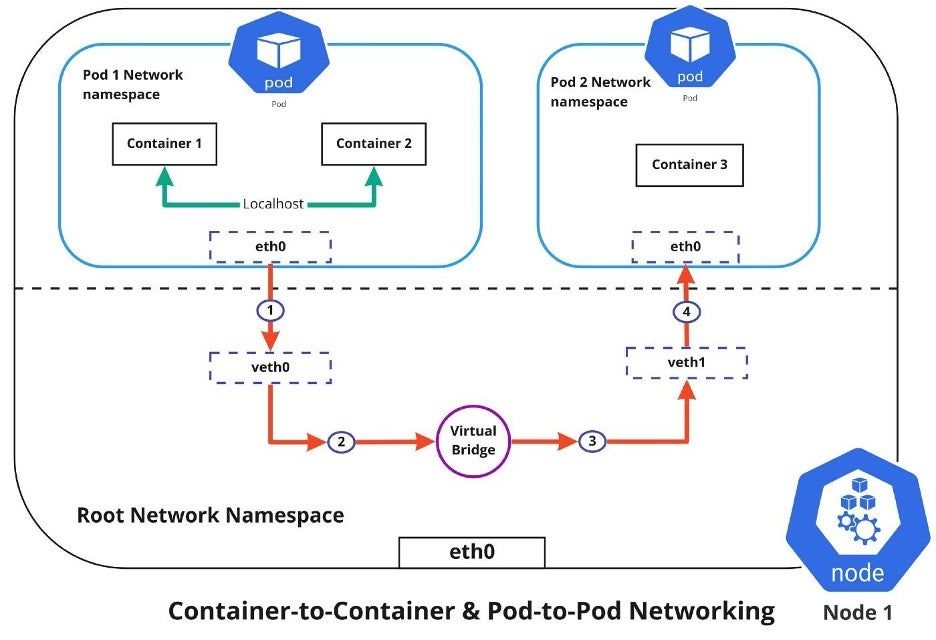 pod
Pod
Pod 1 Network
namespace
Container 1
Container 2
Localhost
eth0
pod
Pod
Pod 2 Network
namespace
Container 3
eth0
1
4
veth0
veth1
2
Virtual
Bridge
3
Root Network Namespace
eth0
node
Container-to-Container & Pod-to-Pod Networking
Node 1